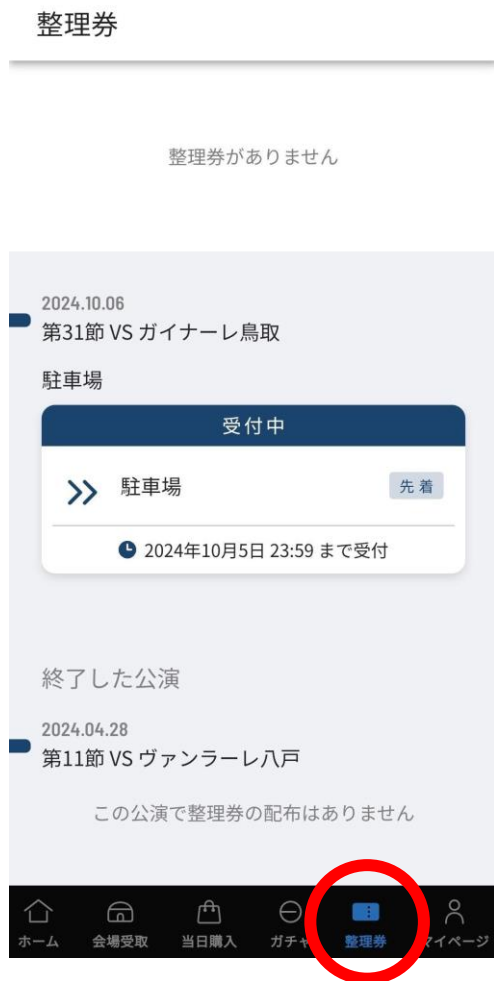 整理券
整理券がありません
2024.10.06
第31節 VS ガイナーレ鳥取
駐車場
受付中
駐車場
先着
2024年10月5日 23:59 まで受付
終了した公演
2024.04.28
第11節 VS ヴァンラーレ八戸
この公演で整理券の配布はありません
ホーム 会場受取 当日購入 ガチャ 整理券 マイページ